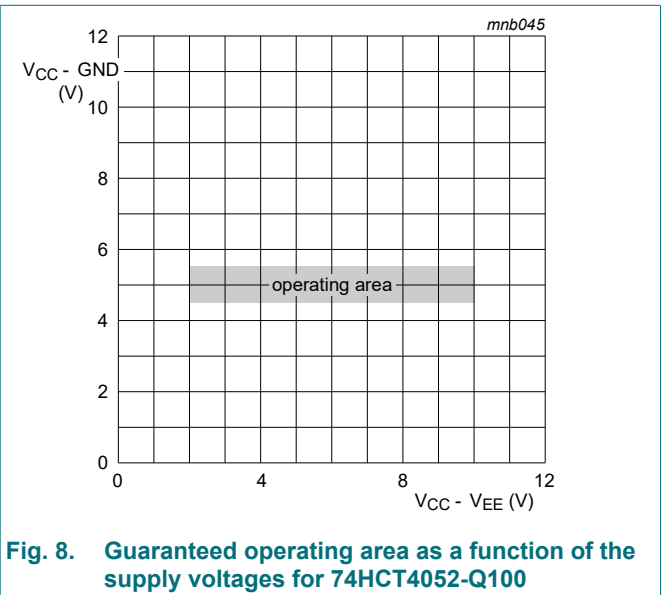 mnb045
12
VCC - GND
(V)
10
8
6
operating area
4
2
0
0
4
8
12
VCC - VEE (V)
Fig. 8. Guaranteed operating area as a function of the
supply voltages for 74HCT4052-Q100